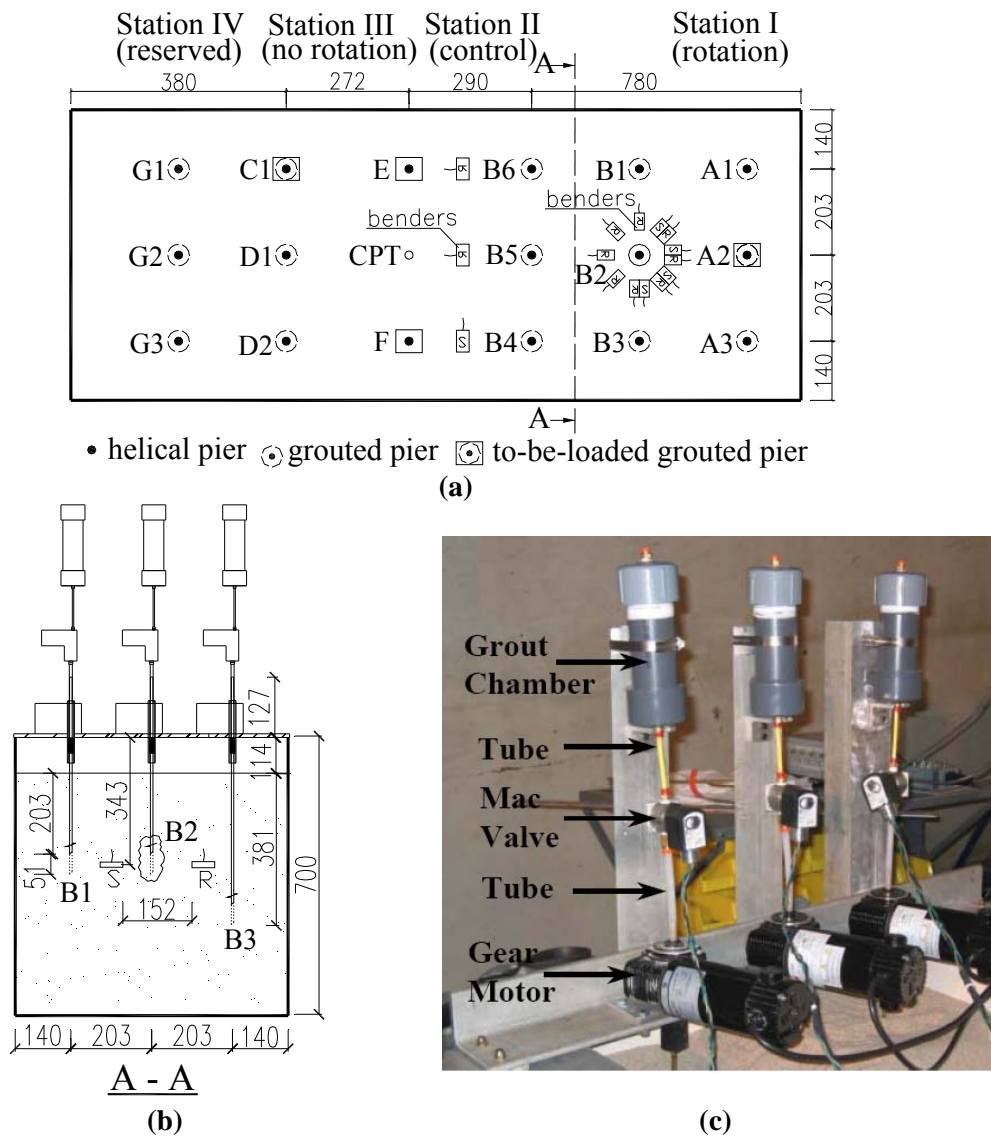 Station IV Station III Station II Station I
(reserved) (no rotation) (control) (rotation)
A
380 272 290 780
140
G1 C1 E R B6 B1 A1
benders
203
benders
R R S R
G2 D1 CPT R B5 R B2 S R A2
R S R S R
203
G3 D2 F S B4 B3 A3
140
A
• helical pier grouted pier to-be-loaded grouted pier
(a)
127
114
203
343
381
700
51
B1
B2
S
R
152
B3
140 203 203 140
A - A
(b)
Grout
Chamber
Tube
Mac
Valve
Tube
Gear
Motor
(c)